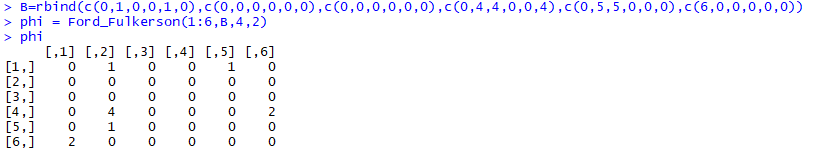 > B=rbind(c(0,1,0,0,1,0),c(0,0,0,0,0,0),c(0,0,0,0,0,0),c(0,4,4,0,0,4),c(0,5,5,0,0,0),c(6,0,0,0,0,0))
> phi = Ford_Fulkerson(1:6,B,4,2)
> phi
[,1] [,2] [,3] [,4] [,5] [,6]
[1,] 0 1 0 0 1 0
[2,] 0 0 0 0 0 0
[3,] 0 0 0 0 0 0
[4,] 0 4 0 0 0 2
[5,] 0 1 0 0 0 0
[6,] 2 0 0 0 0 0